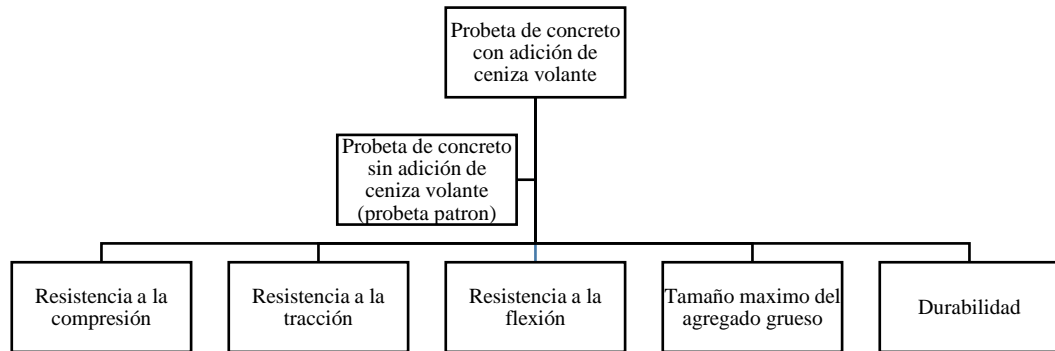 Probeta de concreto
con adición de
ceniza volante
Probeta de concreto
sin adición de
ceniza volante
(probeta patron)
Resistencia a la
compresión
Resistencia a la
tracción
Resistencia a la
flexión
Tamaño maximo del
agregado grueso
Durabilidad